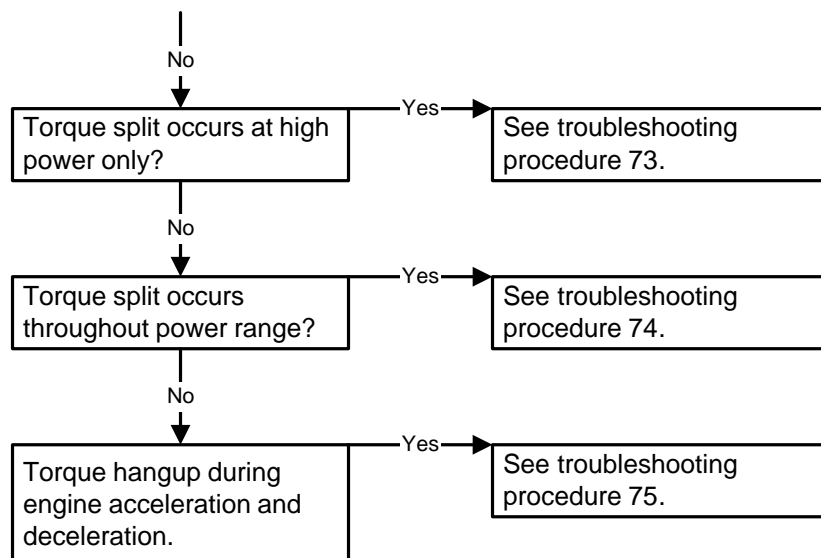 No
Torque split occurs at high
power only?
Yes
See troubleshooting
procedure 73.
No
Torque split occurs
throughout power range?
Yes
See troubleshooting
procedure 74.
No
Torque hangup during
engine acceleration and
deceleration.
Yes
See troubleshooting
procedure 75.